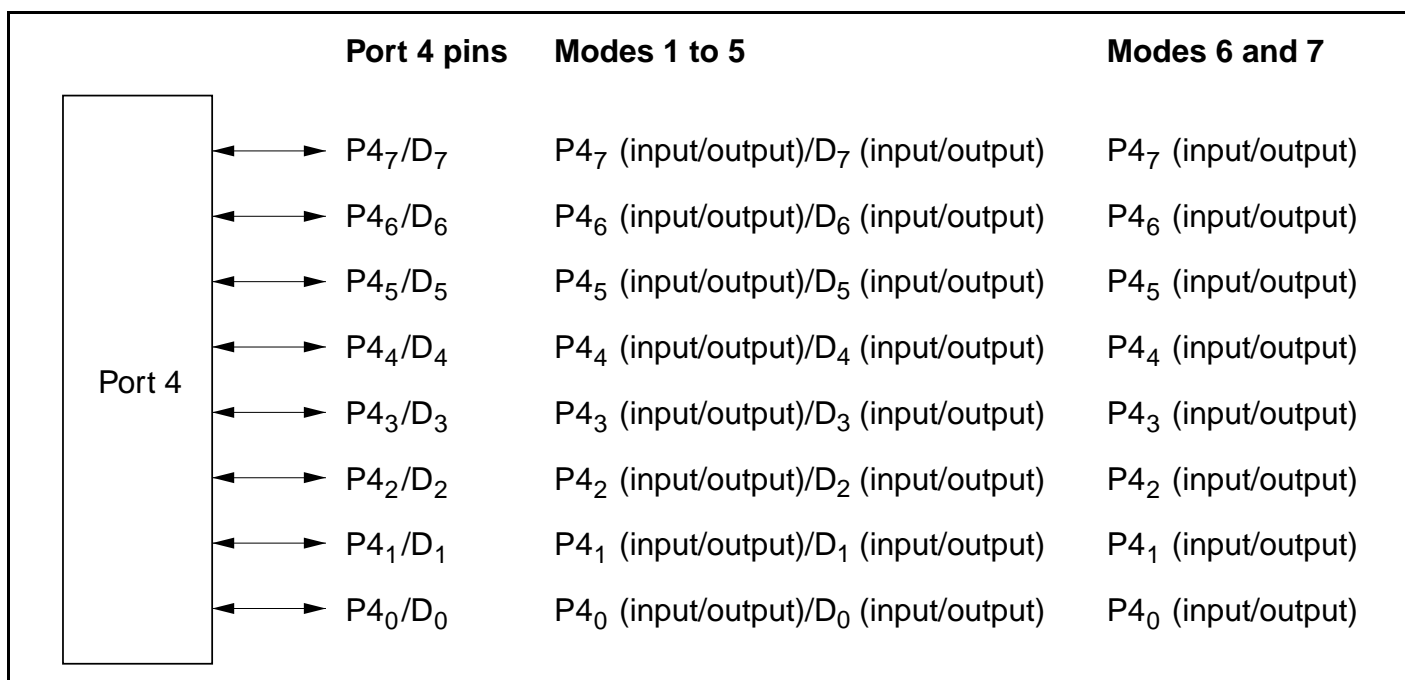 Port 4 pins Modes 1 to 5 Modes 6 and 7
P4₇/D₇ P4₇ (input/output)/D₇ (input/output) P4₇ (input/output)
P4₆/D₆ P4₆ (input/output)/D₆ (input/output) P4₆ (input/output)
P4₅/D₅ P4₅ (input/output)/D₅ (input/output) P4₅ (input/output)
P4₄/D₄ P4₄ (input/output)/D₄ (input/output) P4₄ (input/output)
Port 4
P4₃/D₃ P4₃ (input/output)/D₃ (input/output) P4₃ (input/output)
P4₂/D₂ P4₂ (input/output)/D₂ (input/output) P4₂ (input/output)
P4₁/D₁ P4₁ (input/output)/D₁ (input/output) P4₁ (input/output)
P4₀/D₀ P4₀ (input/output)/D₀ (input/output) P4₀ (input/output)